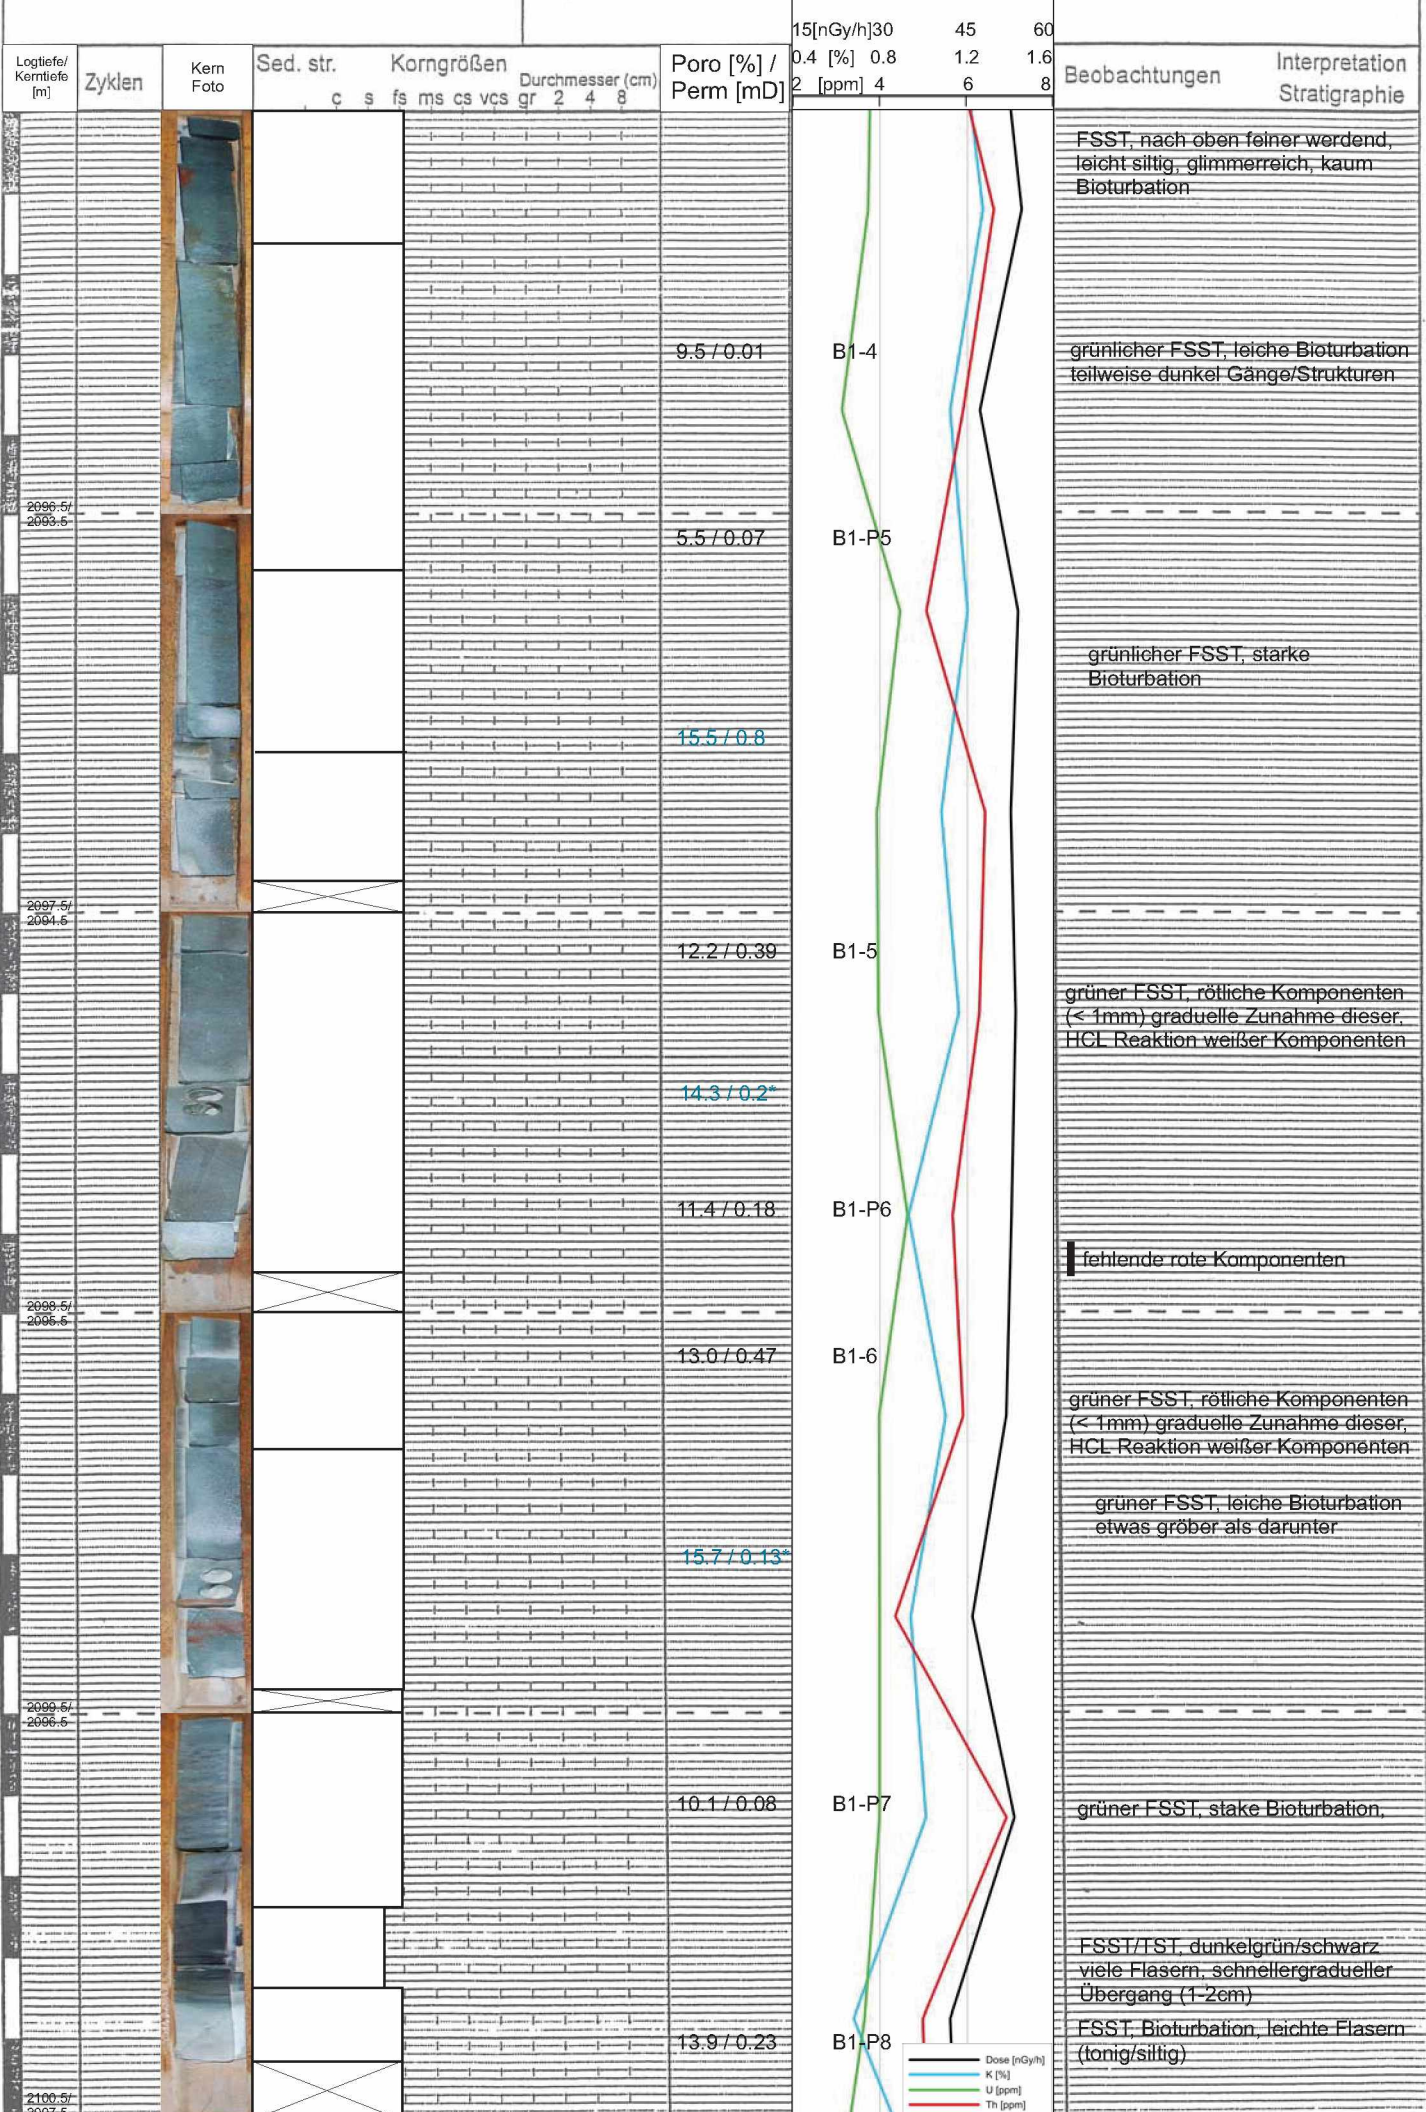 15[nGy/h]30 45 60
0.4 [%] 0.8 1.2 1.6
2 [ppm] 4 6 8
Logtiefe/
Kerntiefe
[m]
Zyklen
Kern
Foto
Sed. str.
Korngrößen
Durchmesser (cm)
c s fs ms cs vcs gr 2 4 8
Poro [%] /
Perm [mD]
Beobachtungen
Interpretation
Stratigraphie
FSST, nach oben feiner werdend,
leicht siltig, glimmerreich, kaum
Bioturbation
9.5 / 0.01
B1-4
grünlicher FSST, leiche Bioturbation
teilweise dunkel Gänge/Strukturen
2096.5/
2093.5
5.5 / 0.07
B1-P5
grünlicher FSST, starke
Bioturbation
15.5 / 0.8
2097.5/
2094.5
12.2 / 0.39
B1-5
grüner FSST, rötliche Komponenten
(< 1mm) graduelle Zunahme dieser,
HCL Reaktion weißer Komponenten
14.3 / 0.2*
11.4 / 0.18
B1-P6
fehlende rote Komponenten
2098.5/
2095.5
13.0 / 0.47
B1-6
grüner FSST, rötliche Komponenten
(< 1mm) graduelle Zunahme dieser,
HCL Reaktion weißer Komponenten
grüner FSST, leiche Bioturbation
etwas gröber als darunter
15.7 / 0.13*
2099.5/
2096.5
10.1 / 0.08
B1-P7
grüner FSST, stake Bioturbation,
FSST/TST, dunkelgrün/schwarz
viele Flasern, schnellergradueller
Übergang (1-2cm)
13.9 / 0.23
B1-P8
FSST, Bioturbation, leichte Flasern
(tonig/siltig)
Dose [nGy/h]
K [%]
U [ppm]
Th [ppm]
2100.5/